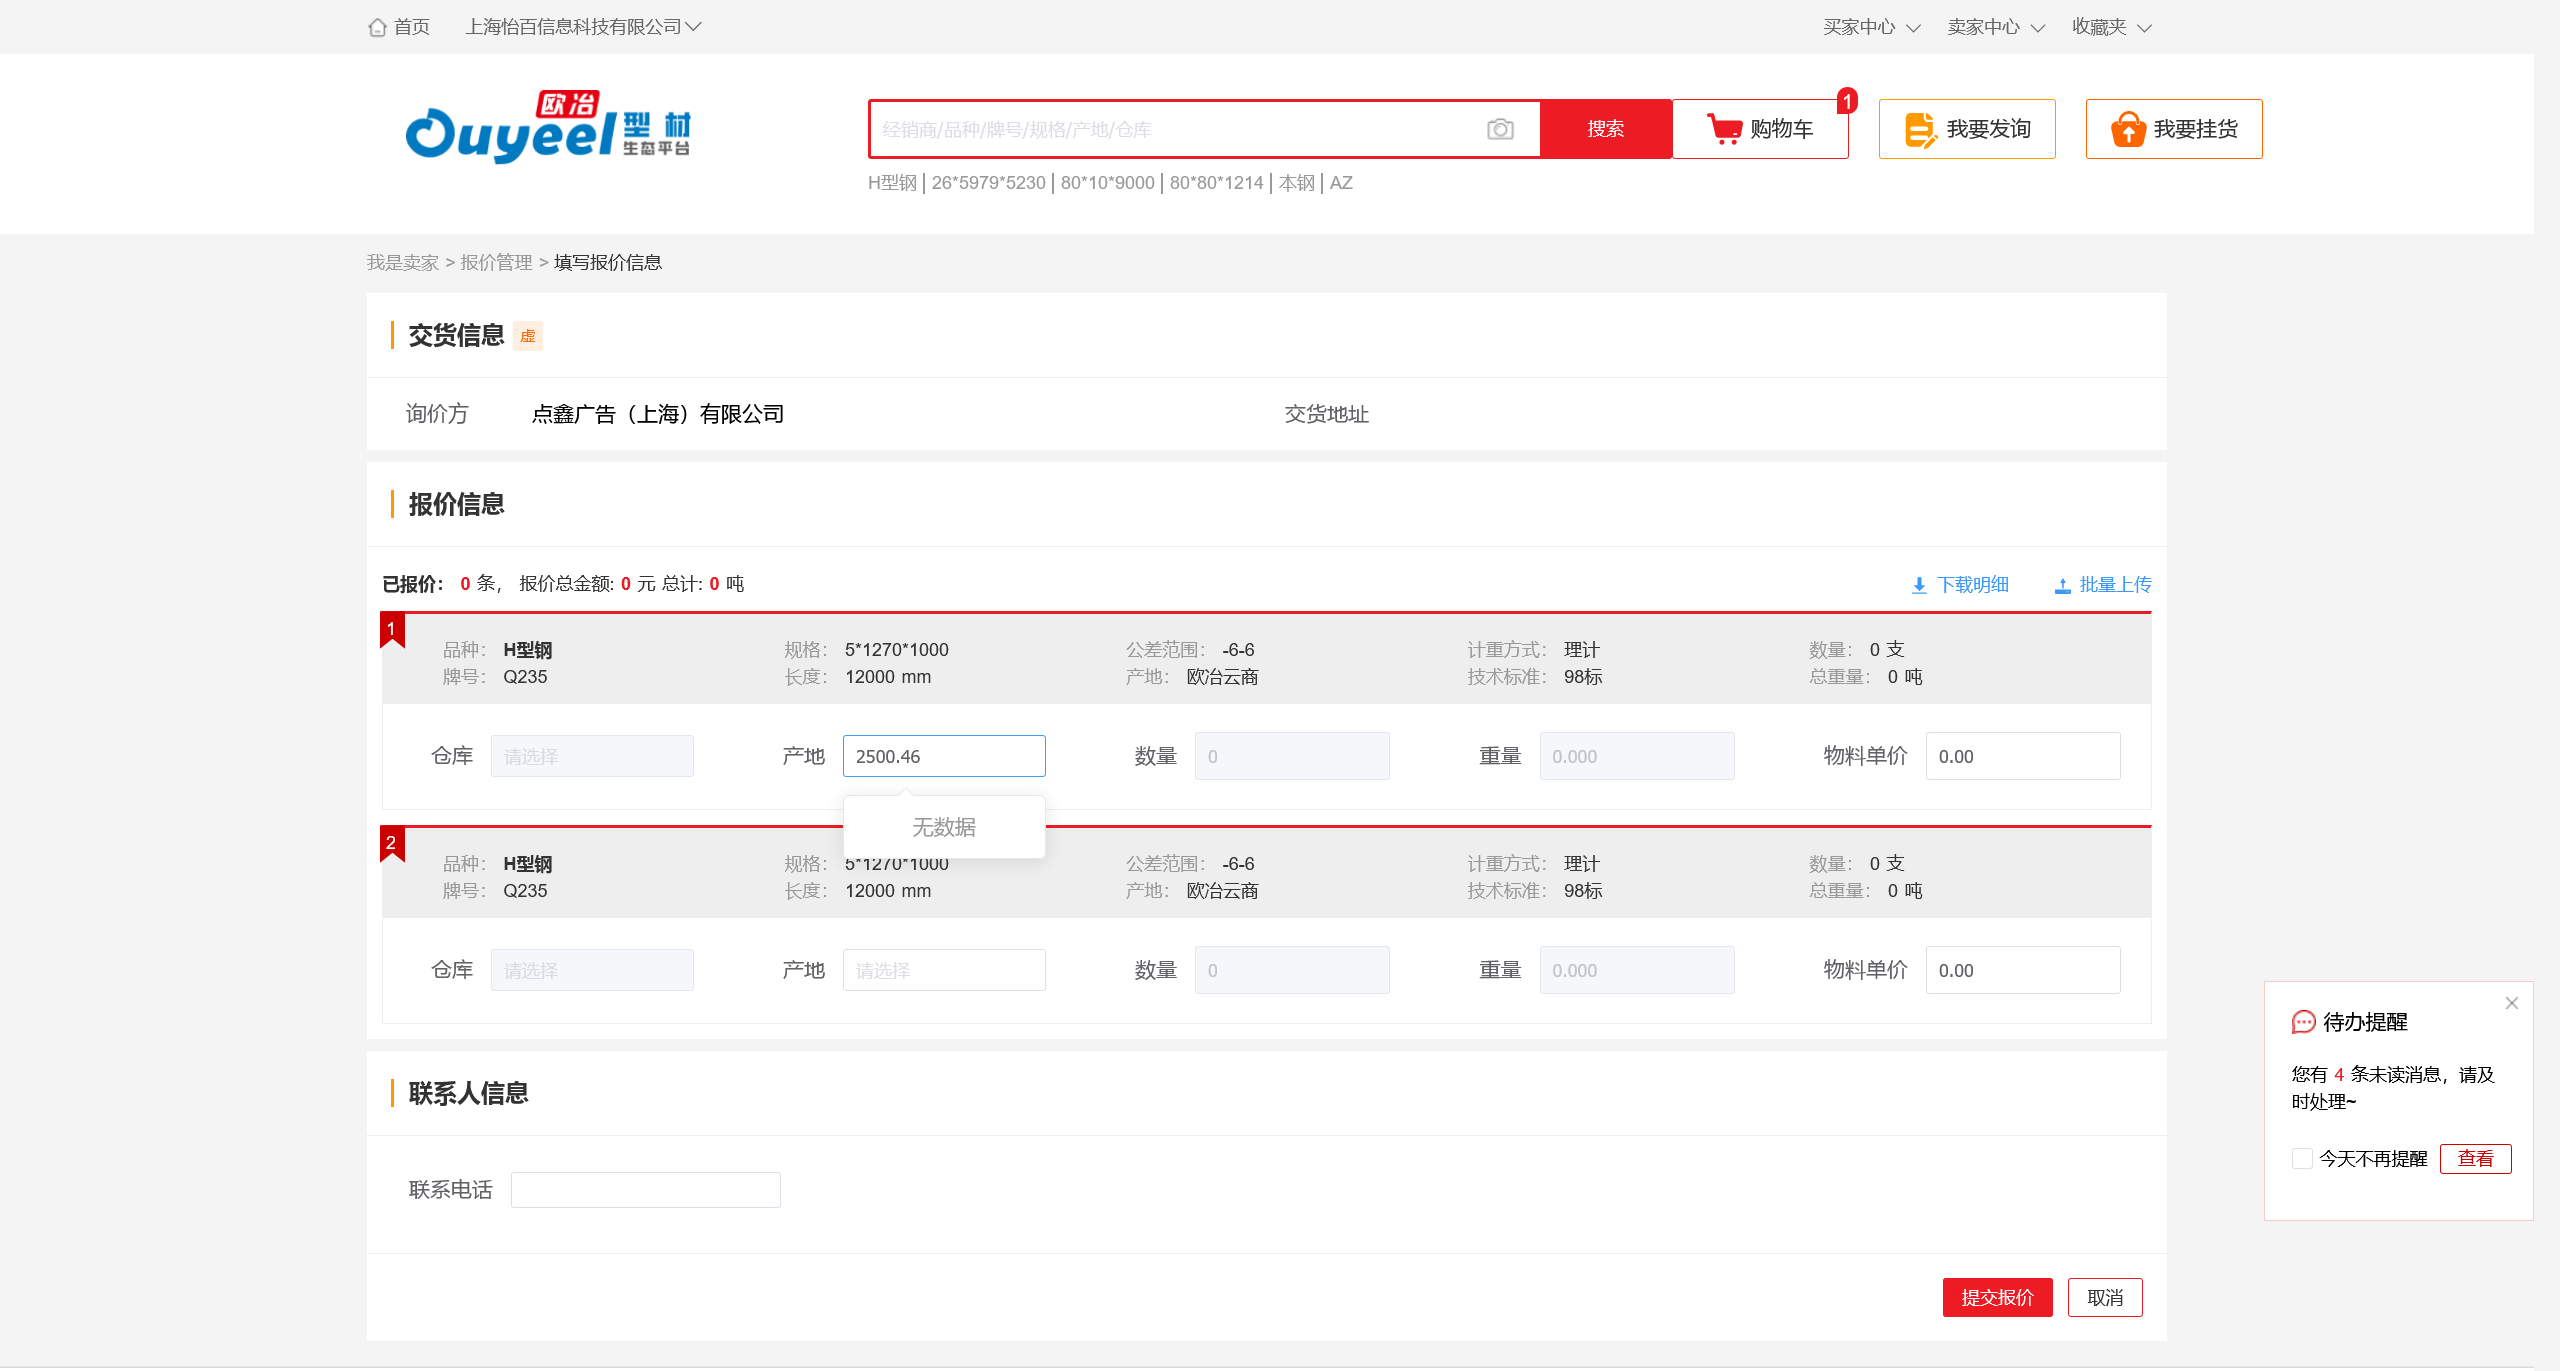 首页 上海怡百信息科技有限公司 买家中心 卖家中心 收藏夹
欧冶 Ouyeel 型材 生态平台
经销商/品种/牌号/规格/产地/仓库 搜索 购物车 1 我要发询 我要挂货
H型钢 | 26*5979*5230 | 80*10*9000 | 80*80*1214 | 本钢 | AZ
我是卖家 > 报价管理 > 填写报价信息
交货信息 虚
询价方 点鑫广告（上海）有限公司 交货地址
报价信息
已报价： 0 条， 报价总金额: 0 元 总计: 0 吨 下载明细 批量上传
1
品种： H型钢 规格： 5*1270*1000 公差范围： -6-6 计重方式： 理计 数量： 0 支
牌号： Q235 长度： 12000 mm 产地： 欧冶云商 技术标准： 98标 总重量： 0 吨
仓库 请选择 产地 2500.46 数量 0 重量 0.000 物料单价 0.00
无数据
2
品种： H型钢 规格： 5*1270*1000 公差范围： -6-6 计重方式： 理计 数量： 0 支
牌号： Q235 长度： 12000 mm 产地： 欧冶云商 技术标准： 98标 总重量： 0 吨
仓库 请选择 产地 请选择 数量 0 重量 0.000 物料单价 0.00
联系人信息
联系电话
提交报价 取消
待办提醒
您有 4 条未读消息，请及
时处理~
今天不再提醒 查看